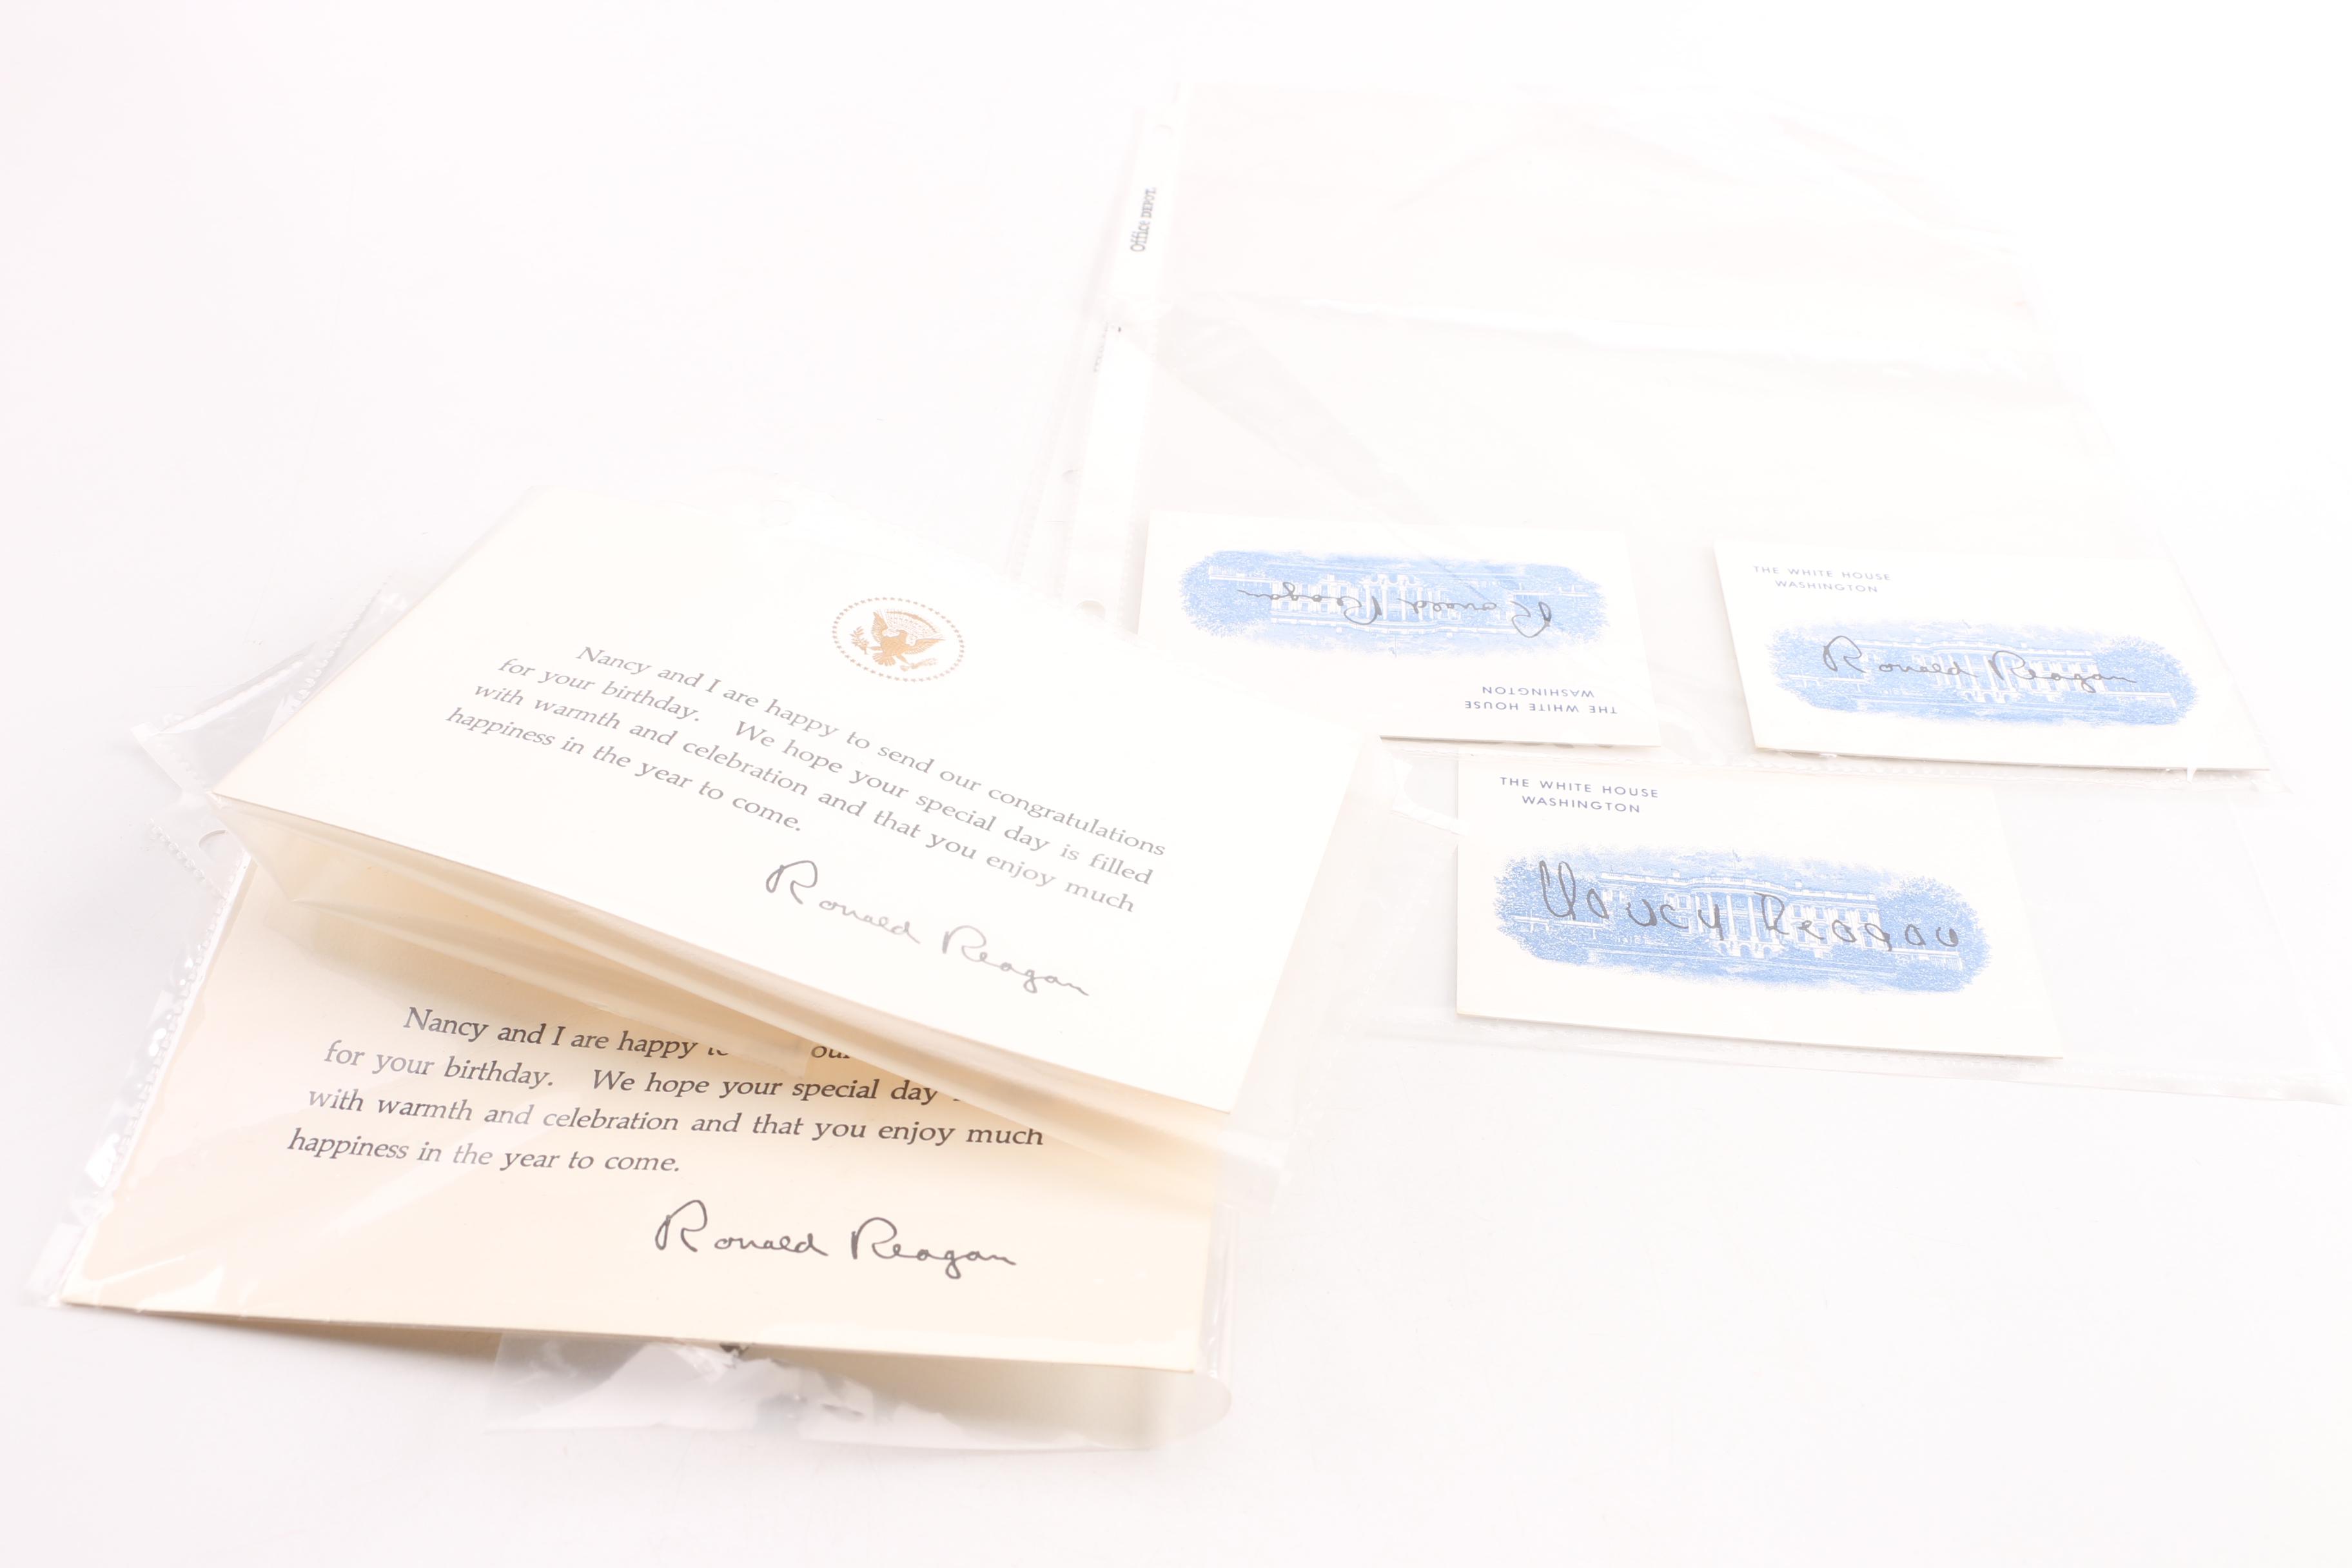 Office DEPOT.
Nancy and I are happy to send our congratulations
for your birthday. We hope your special day is filled
with warmth and celebration and that you enjoy much
happiness in the year to come.
Ronald Reagan
Nancy and I are happy
for your birthday. We hope your special day
with warmth and celebration and that you enjoy much
happiness in the year to come.
Ronald Reagan
THE WHITE HOUSE
WASHINGTON
Ronald Reagan
THE WHITE HOUSE
WASHINGTON
Ronald Reagan
THE WHITE HOUSE
WASHINGTON
Nancy Reagan